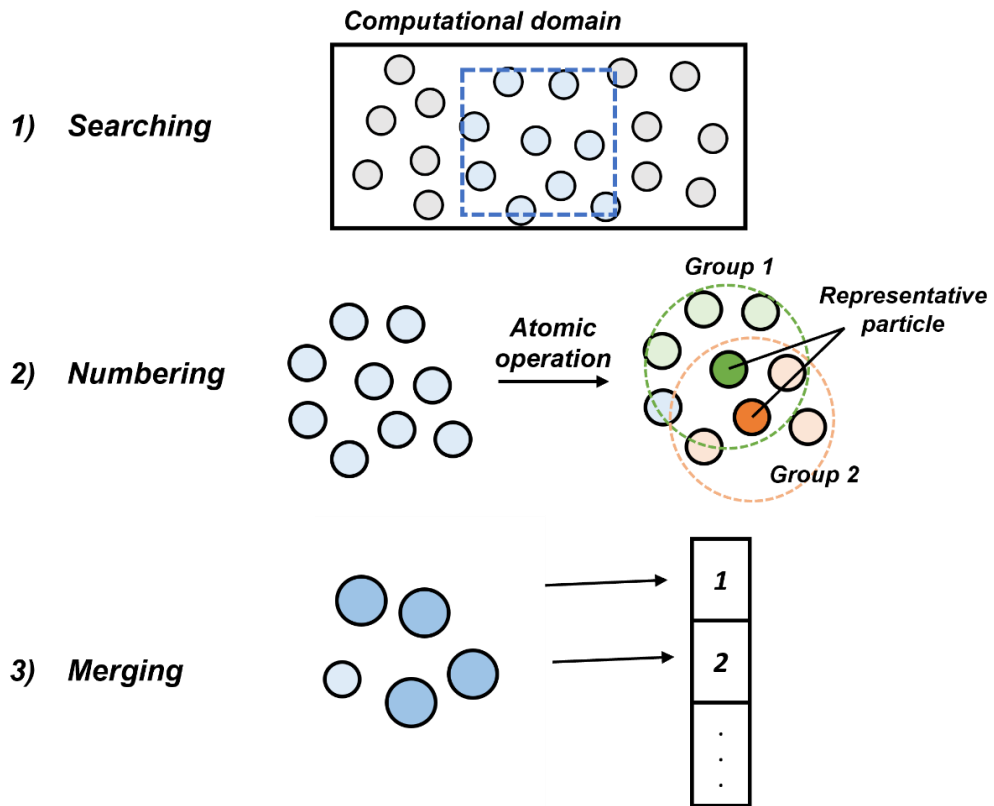 Computational domain
1) Searching
Group 1
Representative
particle
Atomic
operation
2) Numbering
Group 2
1
3) Merging
2
.
.
.